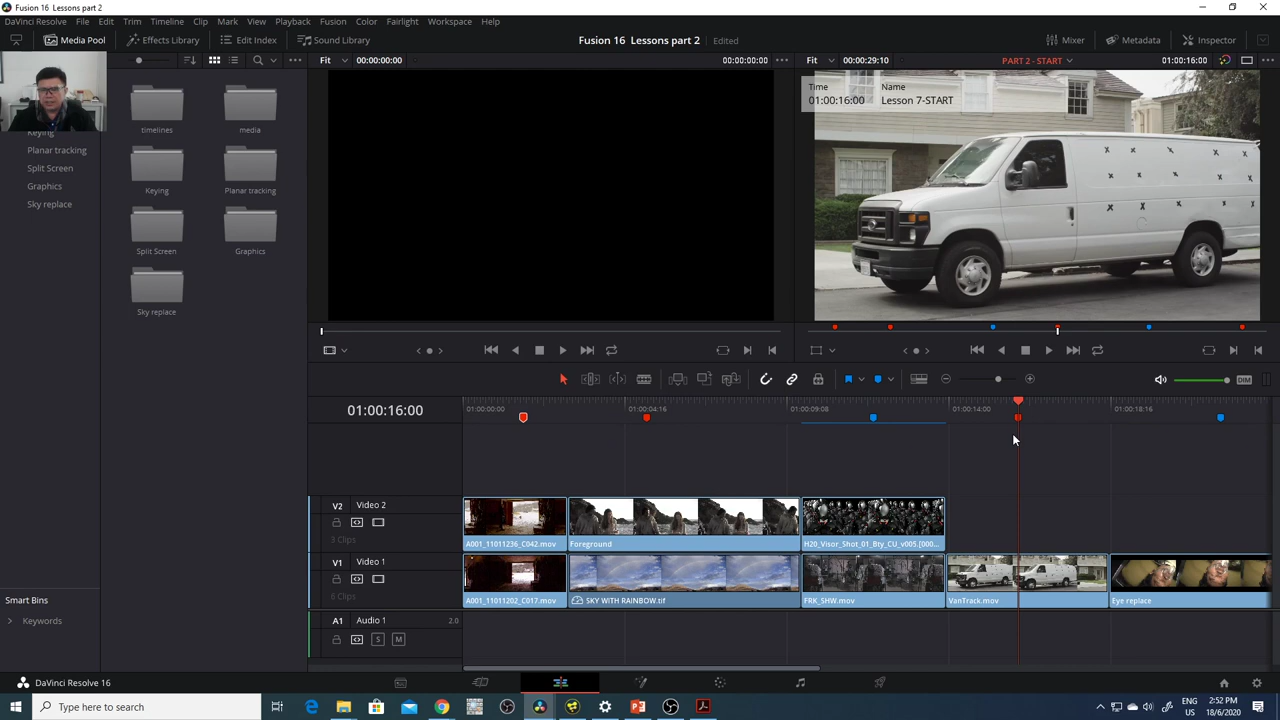 Fusion 16 Lessons part 2
DaVinci Resolve File Edit Trim Timeline Clip Mark View Playback Fusion Color Fairlight Workspace Help
Media Pool Effects Library Edit Index Sound Library Fusion 16 Lessons part 2 Edited Mixer Metadata Inspector
Fit 00:00:00:00 00:00:00:00 Fit 00:00:29:10 PART 2 - START 01:00:16:00
Time Name
01:00:16:00 Lesson 7-START
timelines media
Keying
Planar tracking
Split Screen
Graphics
Sky replace
Keying Planar tracking
Split Screen Graphics
Sky replace
DIM
01:00:16:00
01:00:00:00 01:00:04:16 01:00:09:08 01:00:14:00 01:00:18:16
V2 Video 2
3 Clips
A001_11011236_C042.mov Foreground H20_Visor_Shot_01_Bty_CU_v005.[000...
V1 Video 1
A001_11011202_C017.mov SKY WITH RAINBOW.tif FRK_SHW.mov VanTrack.mov Eye replace
Smart Bins
Keywords
A1 Audio 1 2.0
S M
DaVinci Resolve 16
Type here to search
ENG
US
2:52 PM
18/6/2020